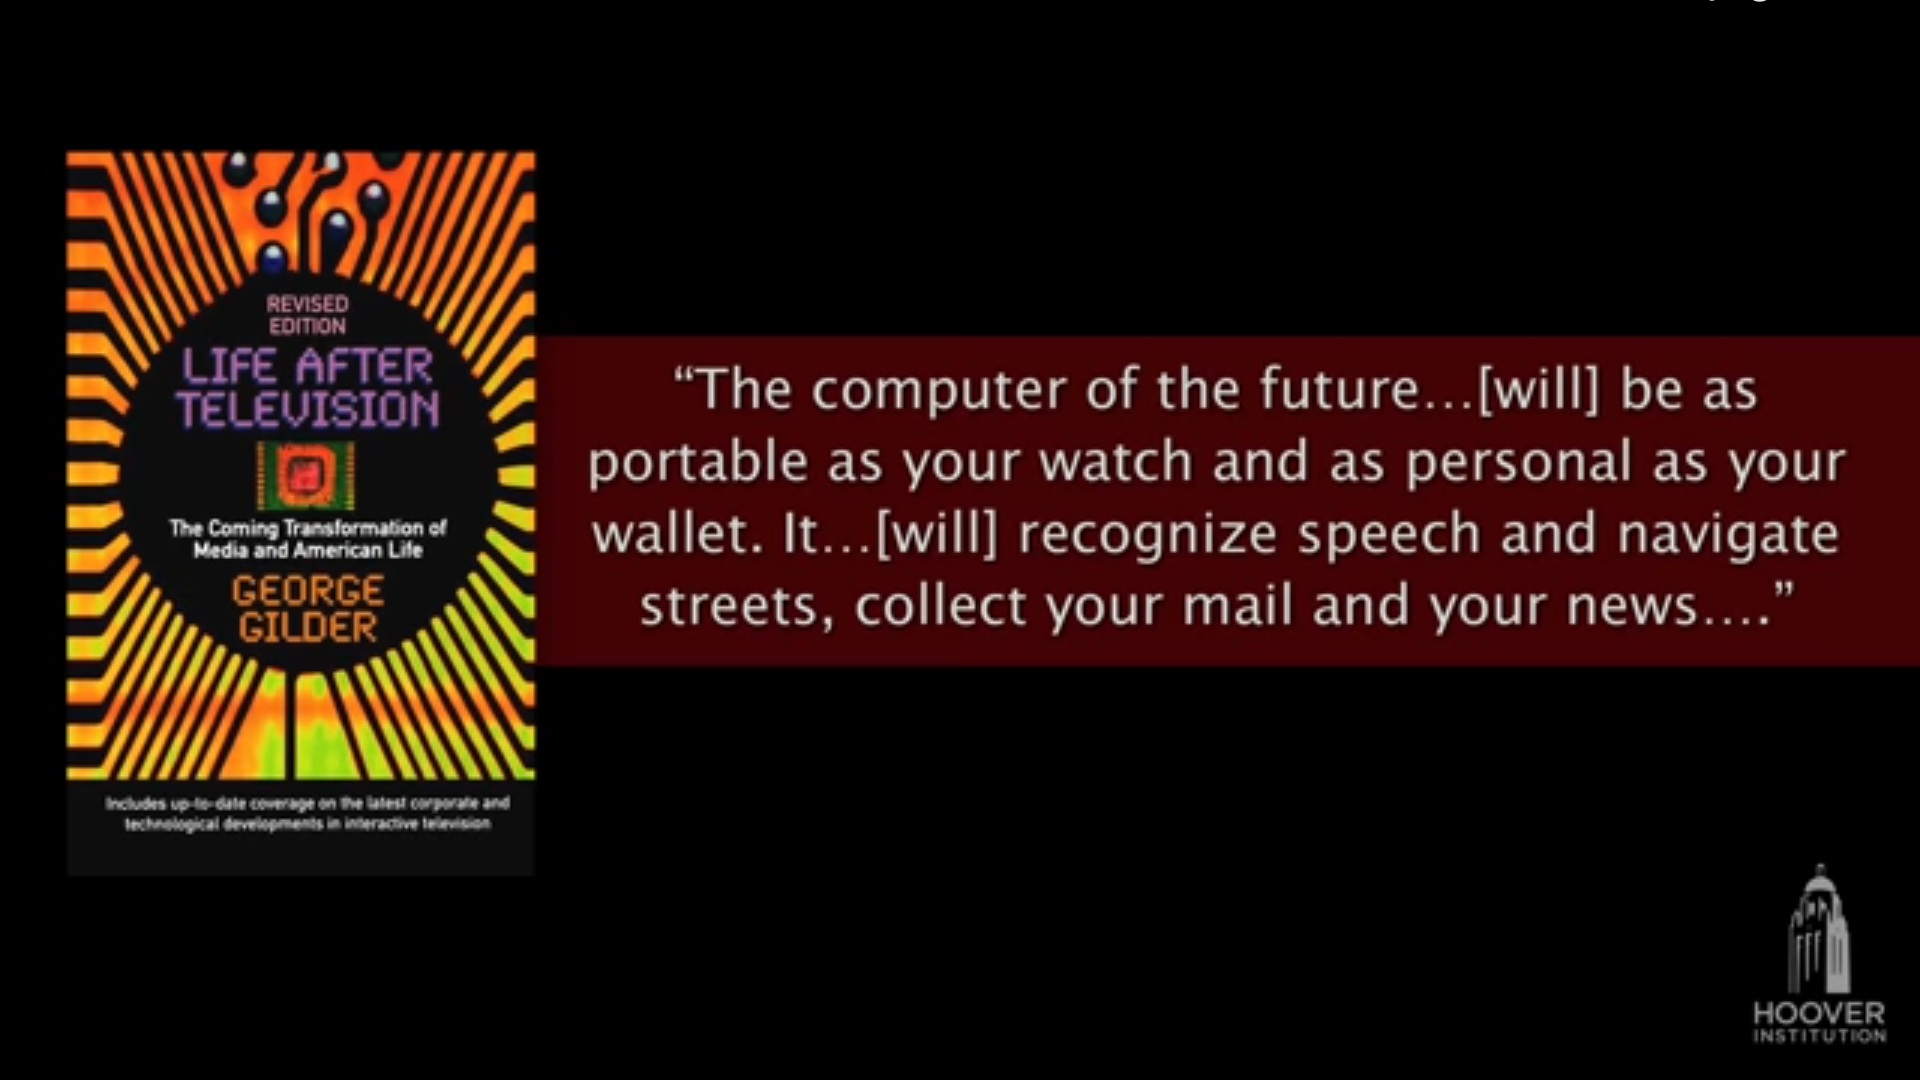 REVISED
EDITION
LIFE AFTER
TELEVISION
The Coming Transformation of
Media and American Life
GEORGE
GILDER
Includes up-to-date coverage on the latest corporate and
technological developments in interactive television
“The computer of the future…[will] be as
portable as your watch and as personal as your
wallet. It…[will] recognize speech and navigate
streets, collect your mail and your news….”
HOOVER
INSTITUTION